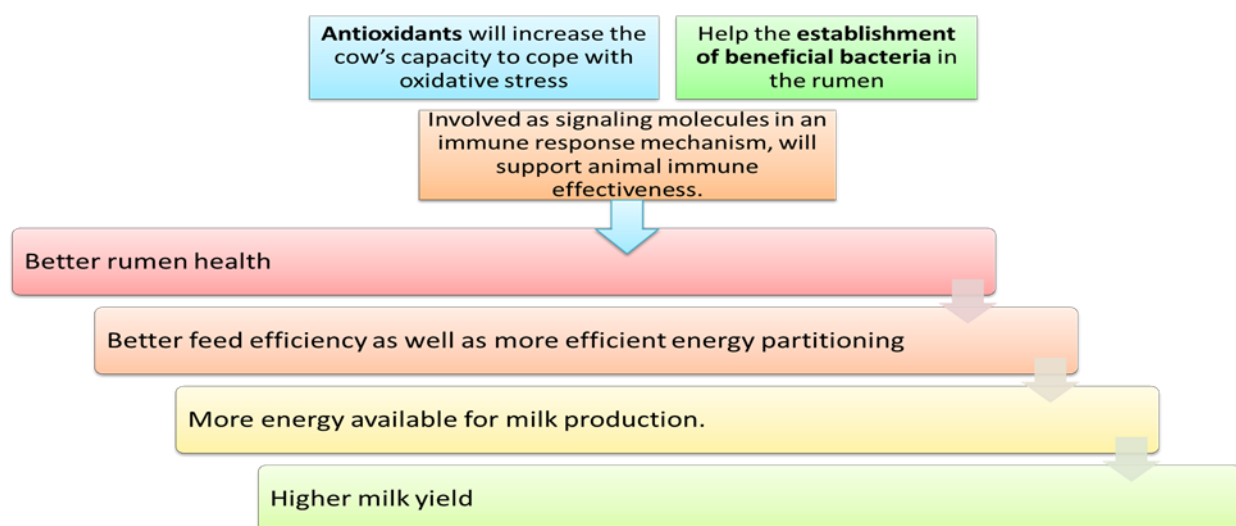 Antioxidants will increase the
cow's capacity to cope with
oxidative stress
Help the establishment
of beneficial bacteria in
the rumen
Involved as signaling molecules in an
immune response mechanism, will
support animal immune
effectiveness.
Better rumen health
Better feed efficiency as well as more efficient energy partitioning
More energy available for milk production.
Higher milk yield